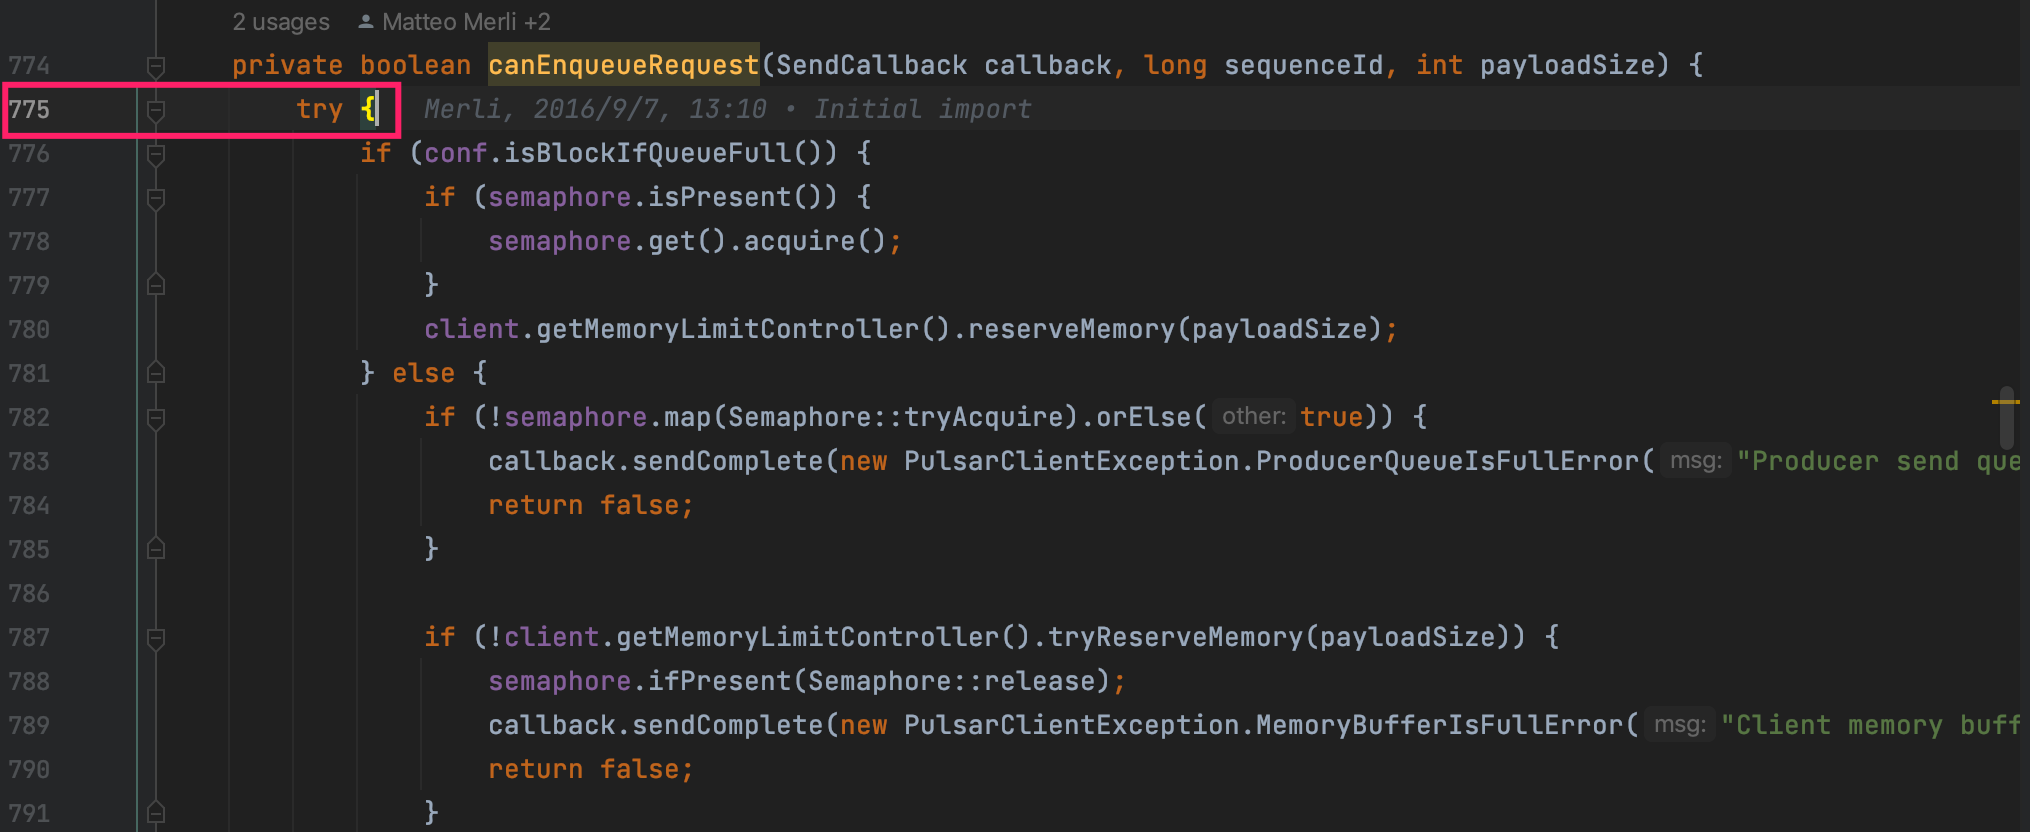 2 usages Matteo Merli +2
774 private boolean canEnqueueRequest(SendCallback callback, long sequenceId, int payloadSize) {
775 try { Merli, 2016/9/7, 13:10 • Initial import
776 if (conf.isBlockIfQueueFull()) {
777 if (semaphore.isPresent()) {
778 semaphore.get().acquire();
779 }
780 client.getMemoryLimitController().reserveMemory(payloadSize);
781 } else {
782 if (!semaphore.map(Semaphore::tryAcquire).orElse( other: true)) {
783 callback.sendComplete(new PulsarClientException.ProducerQueueIsFullError( msg: "Producer send que
784 return false;
785 }
786
787 if (!client.getMemoryLimitController().tryReserveMemory(payloadSize)) {
788 semaphore.ifPresent(Semaphore::release);
789 callback.sendComplete(new PulsarClientException.MemoryBufferIsFullError( msg: "Client memory buff
790 return false;
791 }